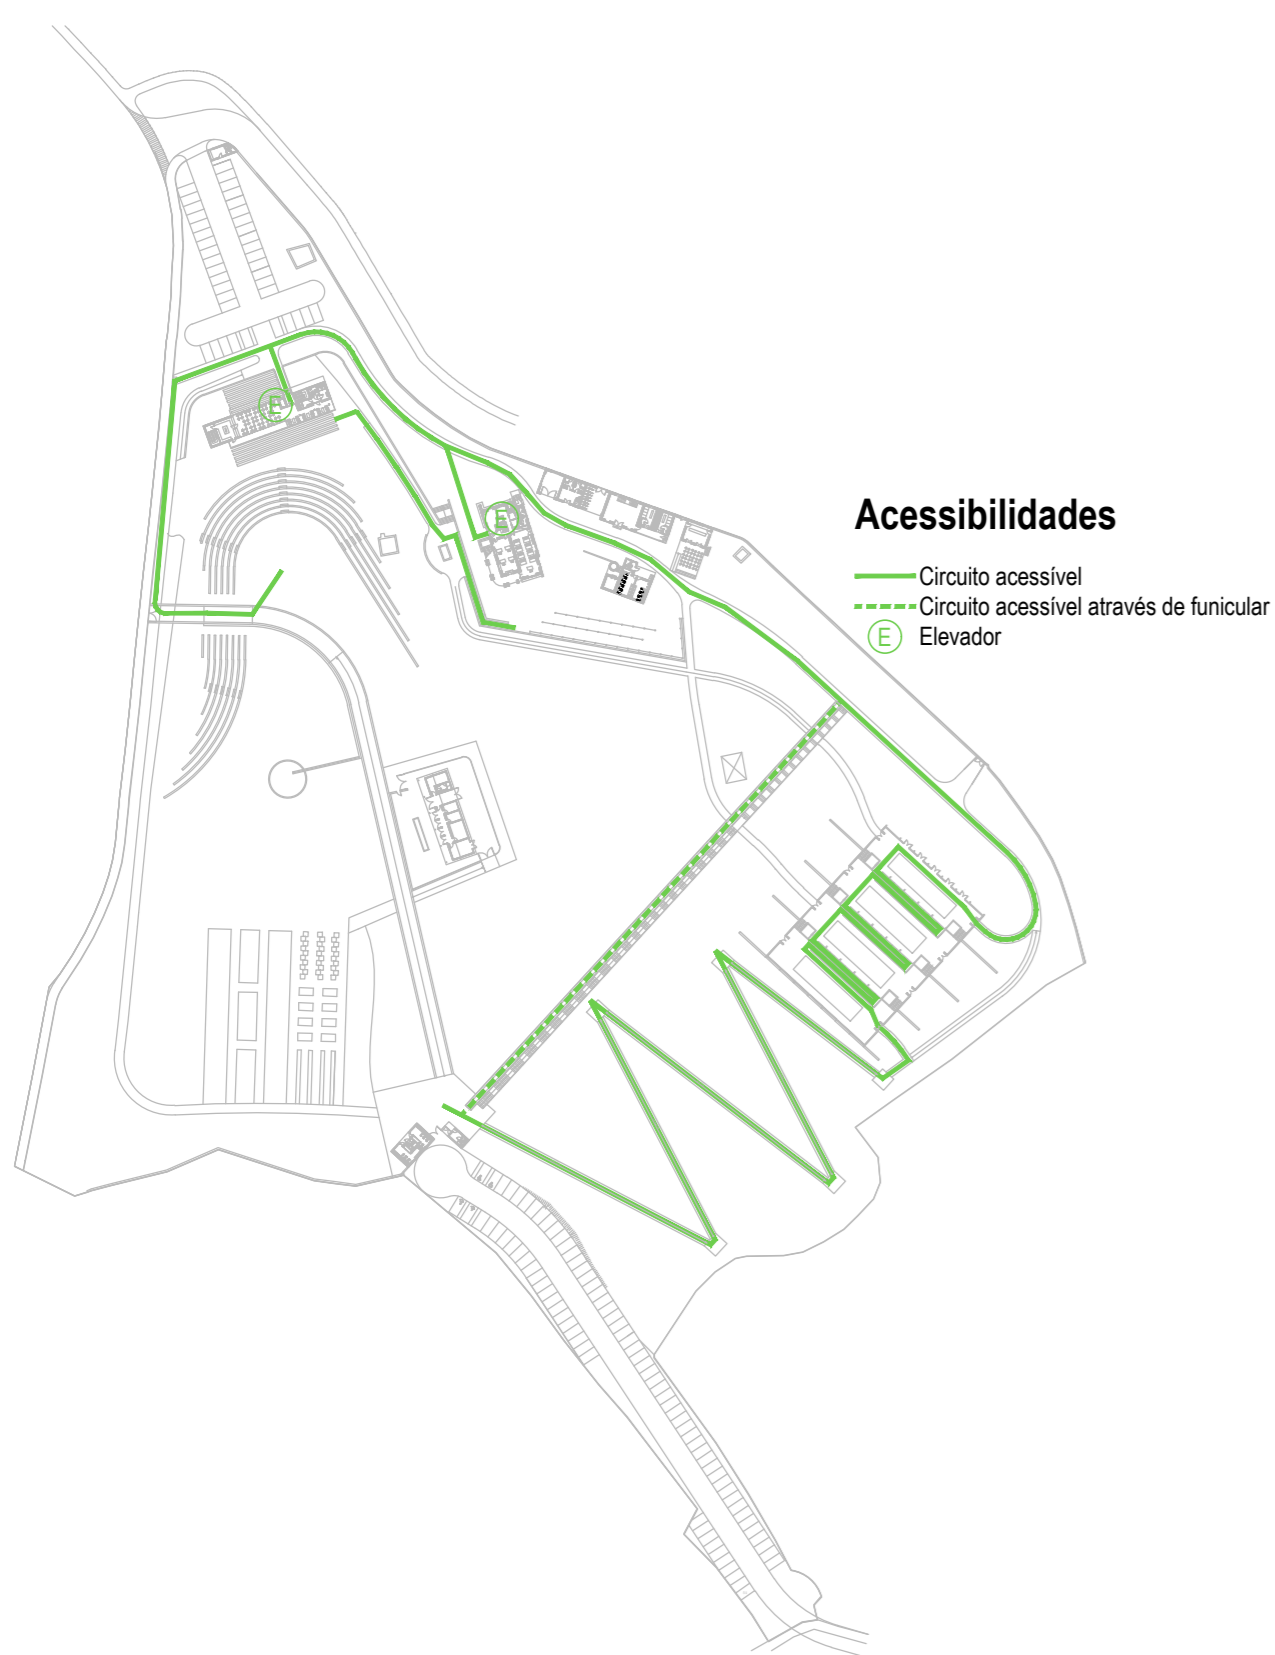 E
E
Acessibilidades
Circuito acessível
Circuito acessível através de funicular
E Elevador